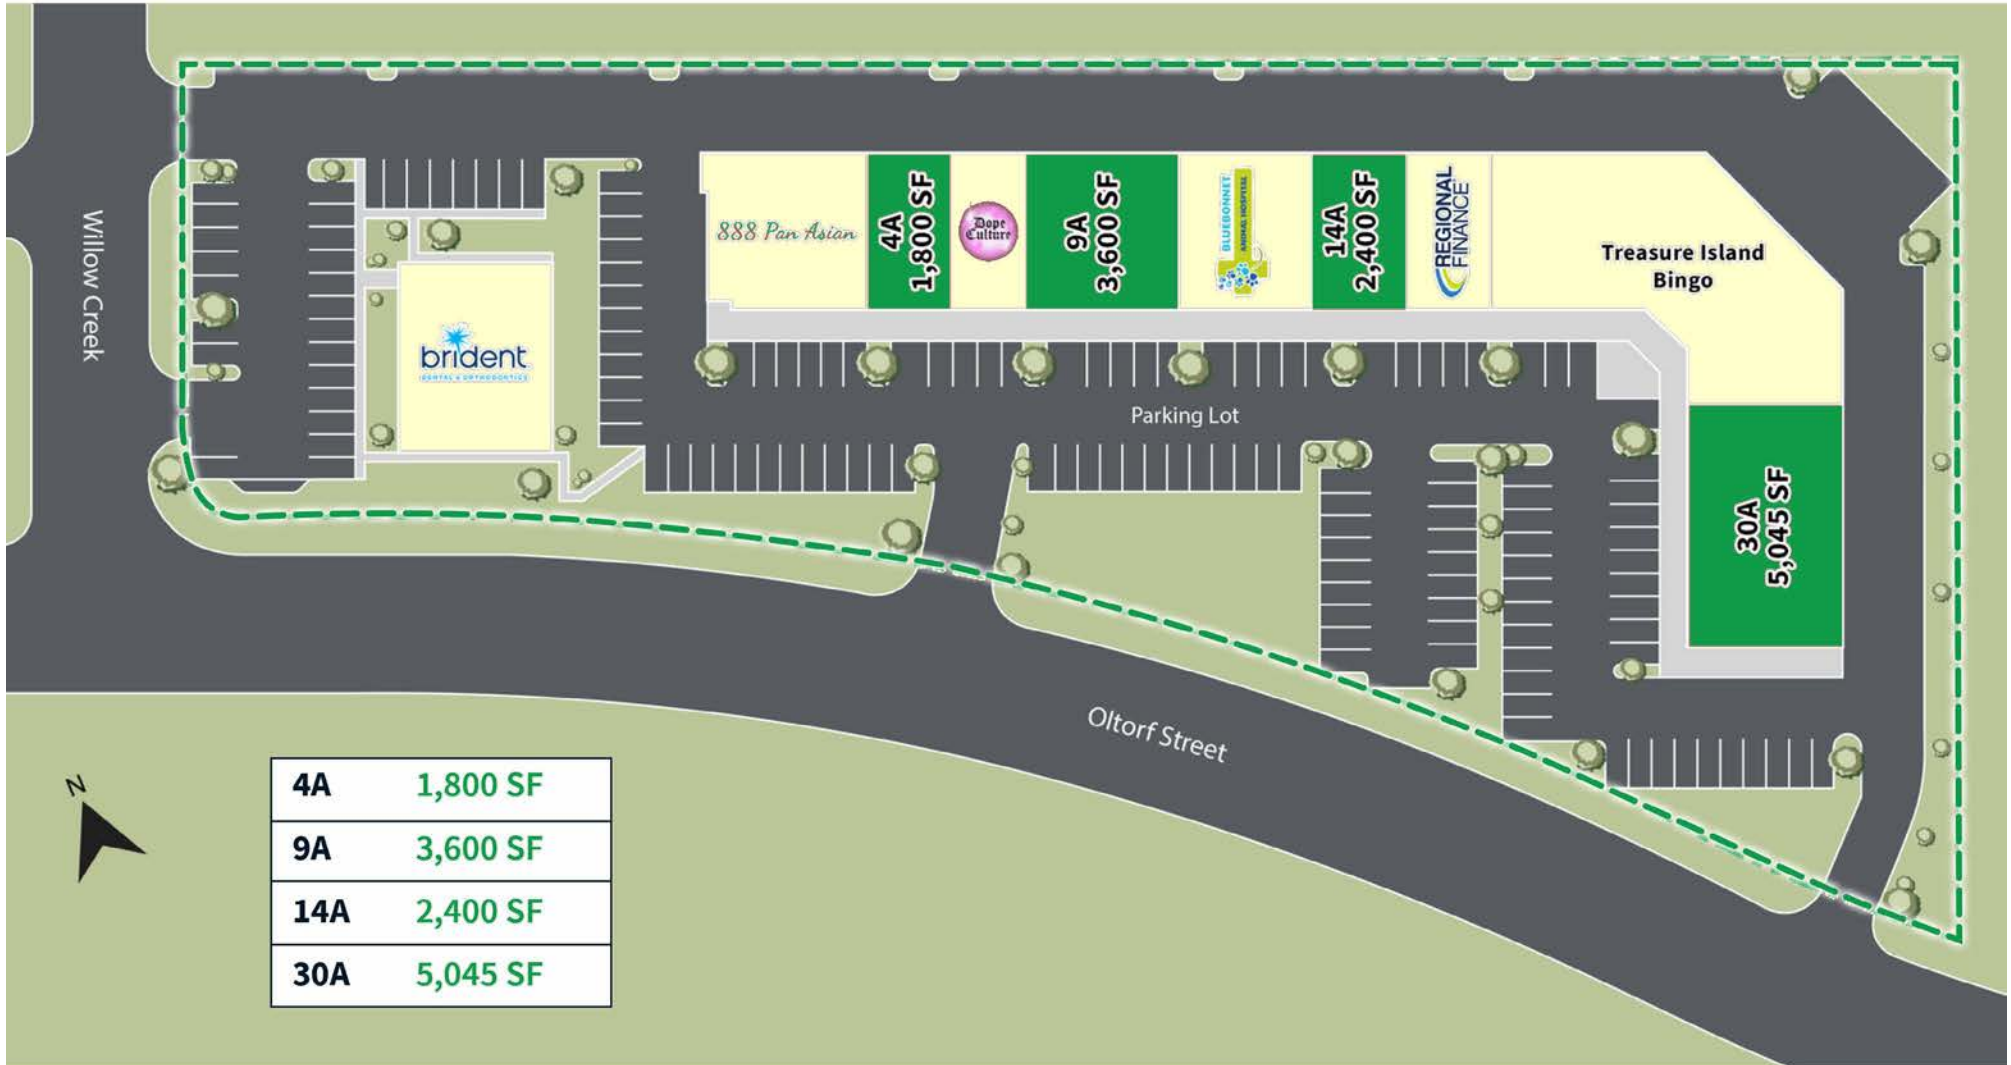 Willow Creek
brident
DENTAL & ORTHODONTICS
888 Pan Asian
4A
1,800 SF
Dope
Culture
9A
3,600 SF
BLUEBONNET
ANIMAL HOSPITAL
14A
2,400 SF
REGIONAL
FINANCE
Treasure Island
Bingo
Parking Lot
30A
5,045 SF
Oltorf Street
N
4A 1,800 SF
9A 3,600 SF
14A 2,400 SF
30A 5,045 SF